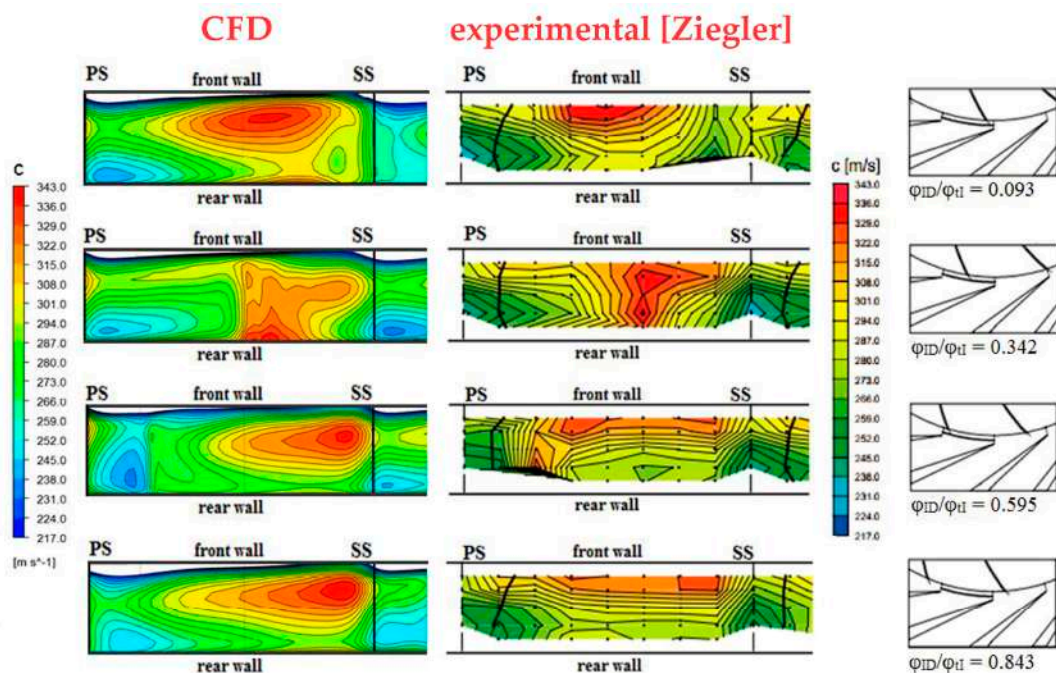 CFD
experimental [Ziegler]
PS front wall SS
rear wall
PS front wall SS
rear wall
φID/φtI = 0.093
C
343.0
336.0
329.0
322.0
315.0
308.0
301.0
294.0
287.0
280.0
273.0
266.0
259.0
252.0
245.0
238.0
231.0
224.0
217.0
[m s^-1]
c [m/s]
343.0
336.0
329.0
322.0
315.0
308.0
301.0
294.0
287.0
280.0
273.0
266.0
259.0
252.0
245.0
238.0
231.0
224.0
217.0
PS front wall SS
rear wall
PS front wall SS
rear wall
φID/φtI = 0.342
PS front wall SS
rear wall
PS front wall SS
rear wall
φID/φtI = 0.595
PS front wall SS
rear wall
PS front wall SS
rear wall
φID/φtI = 0.843